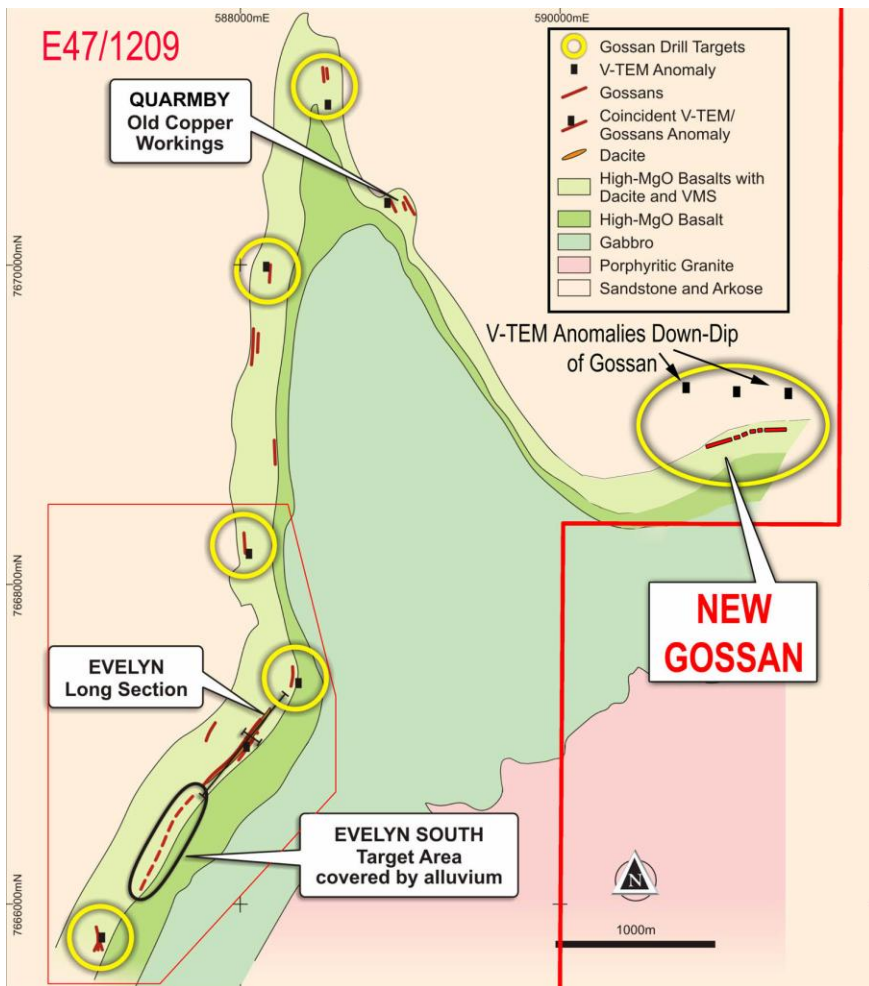 588000mE
590000mE
E47/1209
QUARMBY
Old Copper
Workings
Gossan Drill Targets
V-TEM Anomaly
Gossans
Coincident V-TEM/
Gossans Anomaly
Dacite
High-MgO Basalts with
Dacite and VMS
High-MgO Basalt
Gabbro
Porphyritic Granite
Sandstone and Arkose
7670000mN
V-TEM Anomalies Down-Dip
of Gossan
7668000mN
NEW
GOSSAN
EVELYN
Long Section
EVELYN SOUTH
Target Area
covered by alluvium
7666000mN
N
1000m